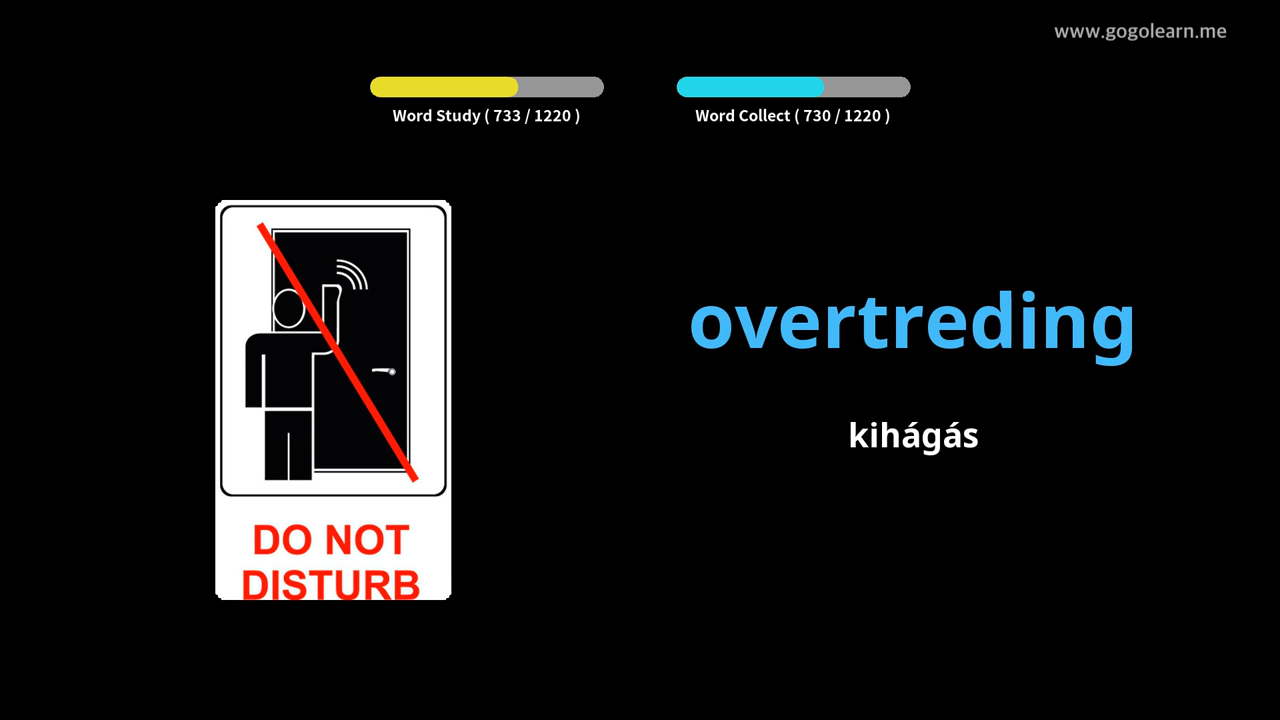 www.gogolearn.me
Word Study ( 733 / 1220 )
Word Collect ( 730 / 1220 )
DO NOT
DISTURB
overtreding
kihágás